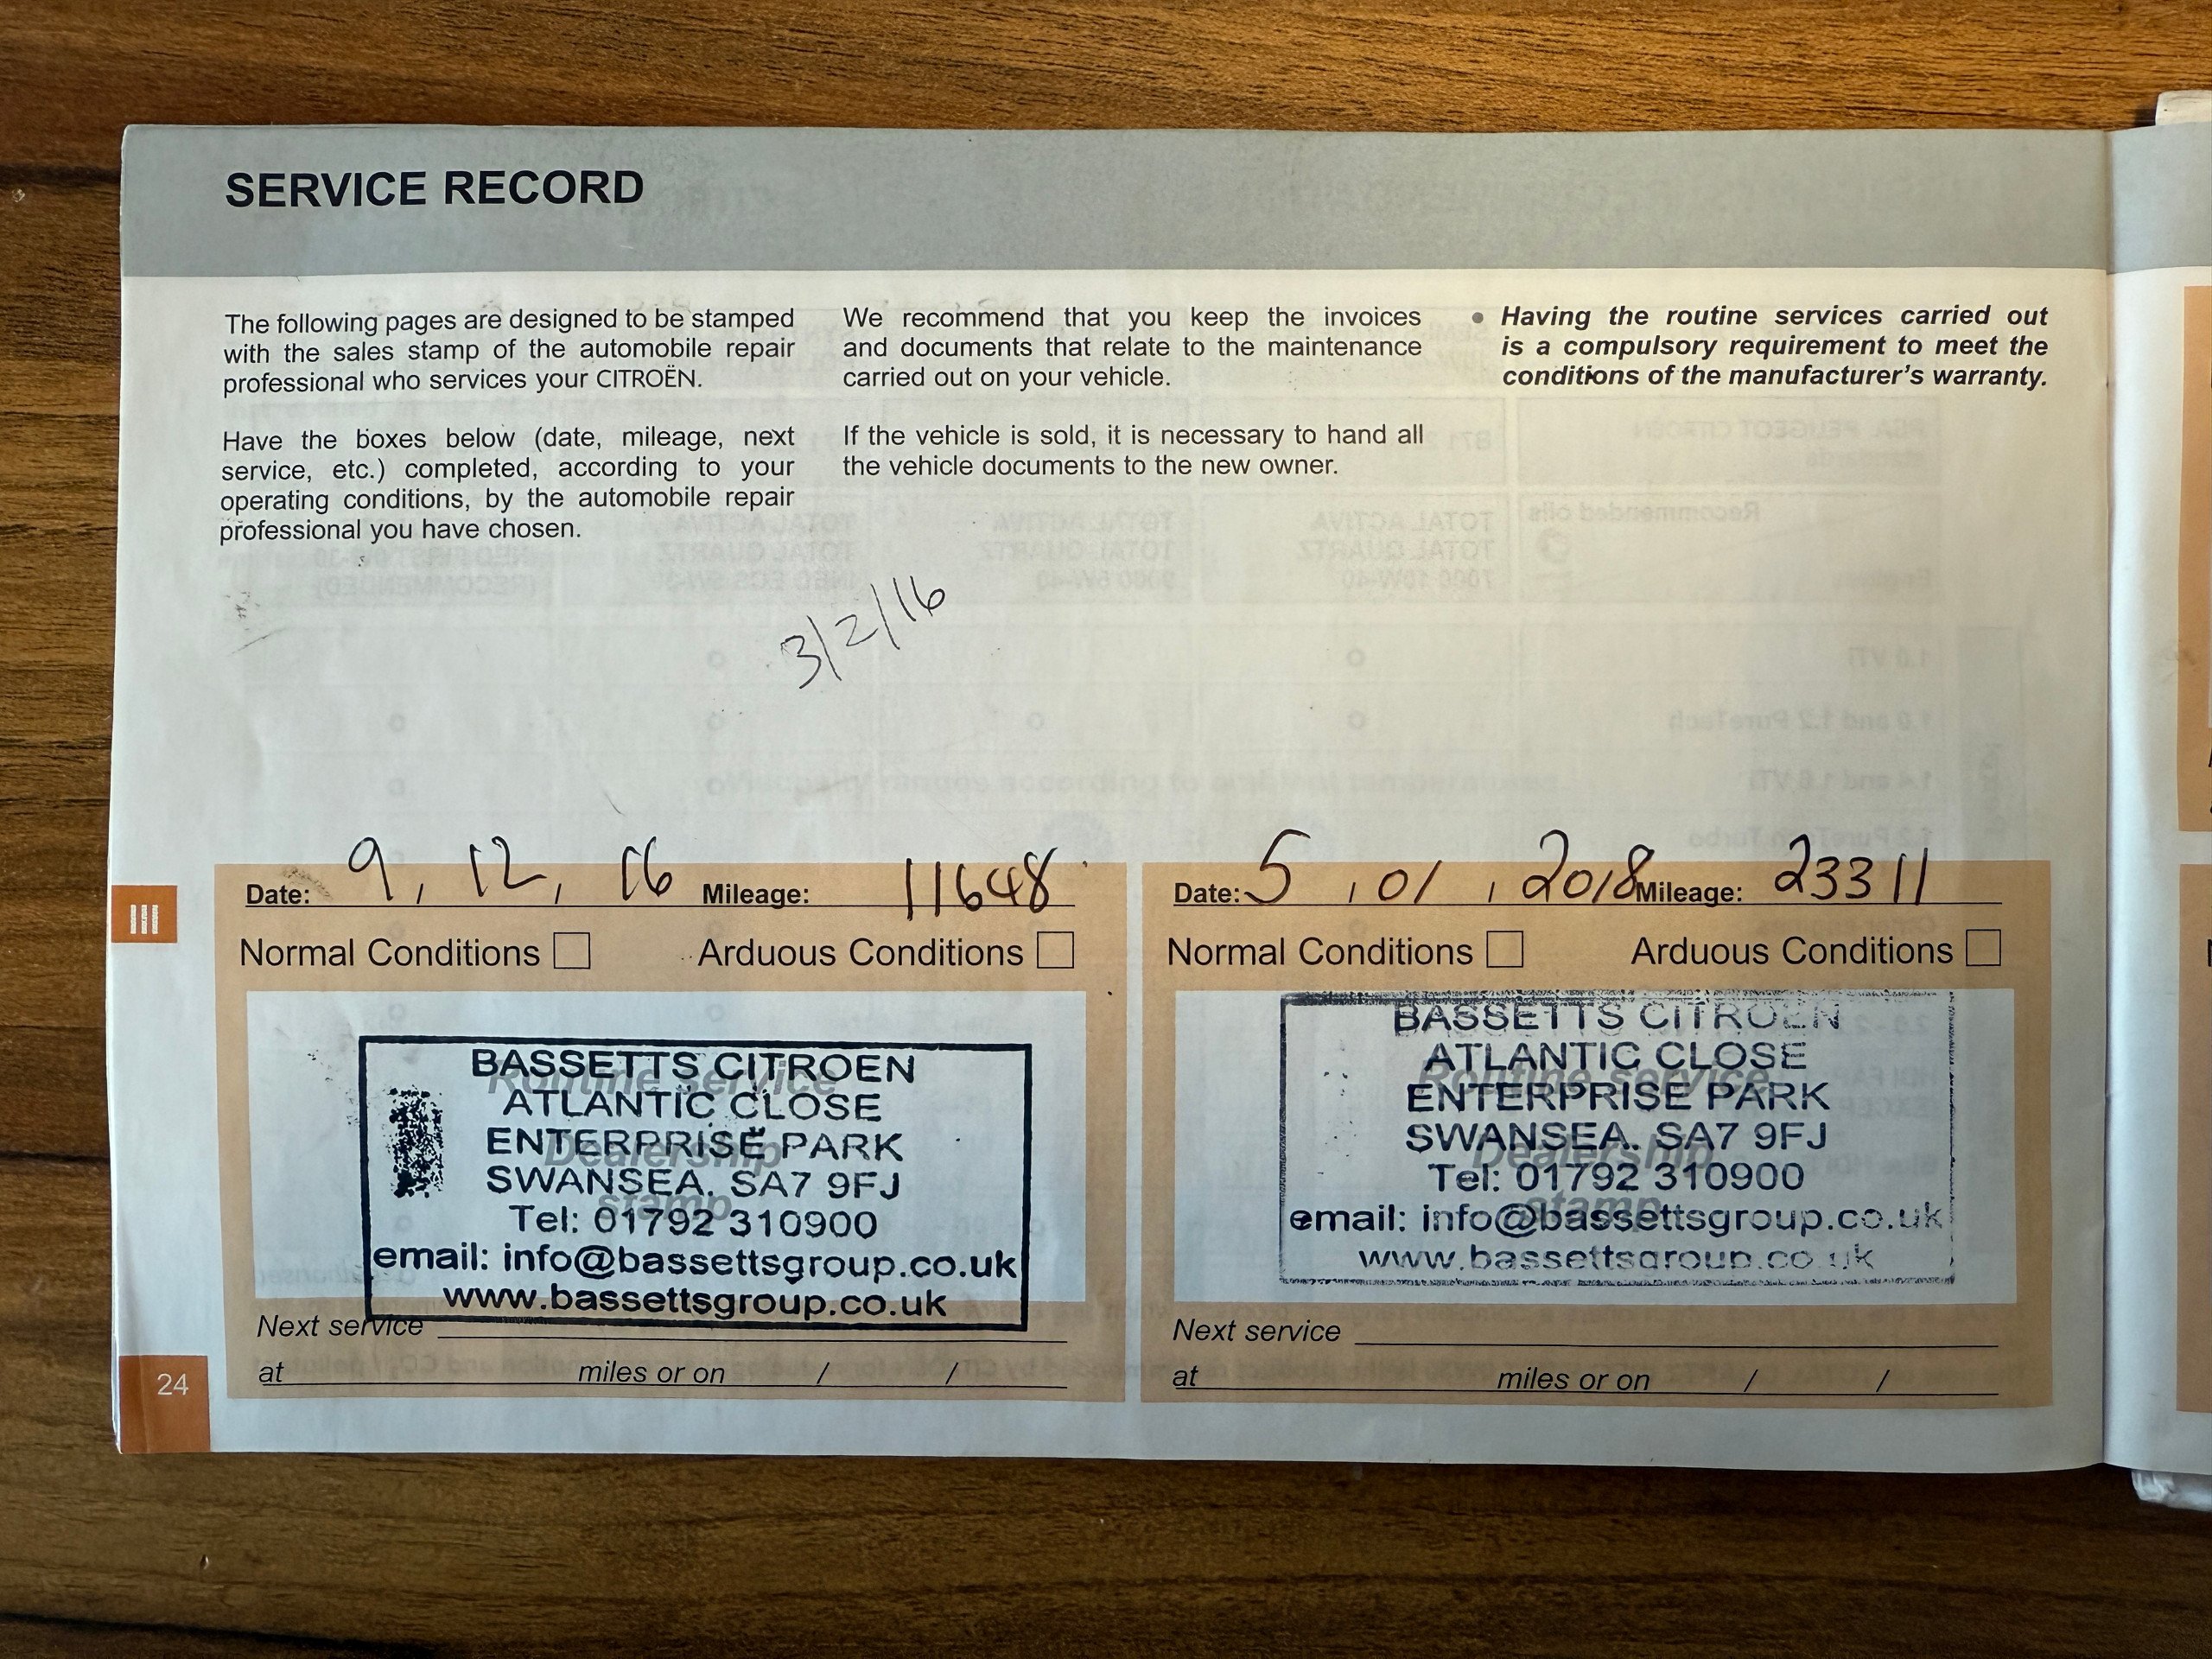 SERVICE RECORD
The following pages are designed to be stamped
with the sales stamp of the automobile repair
professional who services your CITROËN.
Have the boxes below (date, mileage, next
service, etc.) completed, according to your
operating conditions, by the automobile repair
professional you have chosen.
We recommend that you keep the invoices
and documents that relate to the maintenance
carried out on your vehicle.
If the vehicle is sold, it is necessary to hand all
the vehicle documents to the new owner.
• Having the routine services carried out
is a compulsory requirement to meet the
conditions of the manufacturer's warranty.
3/2/16
III
Date: 9, 12, 16 Mileage: 11648
Normal Conditions Arduous Conditions
Routine service
Dealership
stamp
BASSETTS CITROEN
ATLANTIC CLOSE
ENTERPRISE PARK
SWANSEA. SA7 9FJ
Tel: 01792 310900
email: info@bassettsgroup.co.uk
www.bassettsgroup.co.uk
Next service
at miles or on / /
Date: 5 , 01 , 2018 Mileage: 23311
Normal Conditions Arduous Conditions
Routine service
Dealership
stamp
BASSETTS CITROEN
ATLANTIC CLOSE
ENTERPRISE PARK
SWANSEA. SA7 9FJ
Tel: 01792 310900
email: info@bassettsgroup.co.uk
www.bassettsgroup.co.uk
Next service
at miles or on / /
24